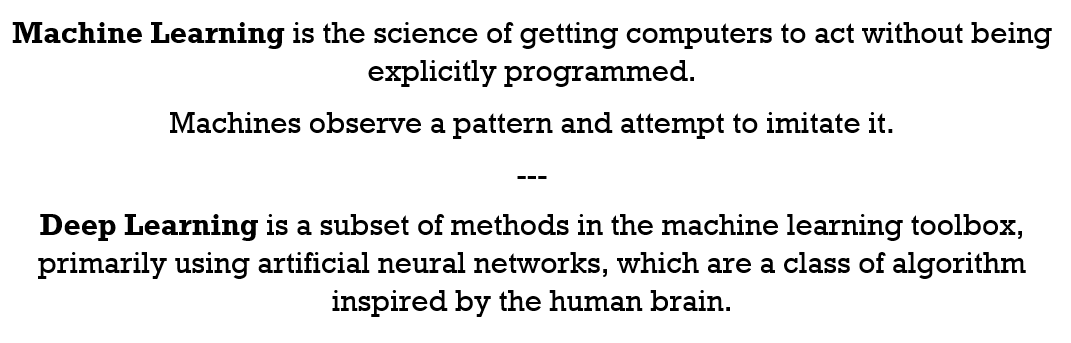 Machine Learning is the science of getting computers to act without being
explicitly programmed.
Machines observe a pattern and attempt to imitate it.
---
Deep Learning is a subset of methods in the machine learning toolbox,
primarily using artificial neural networks, which are a class of algorithm
inspired by the human brain.